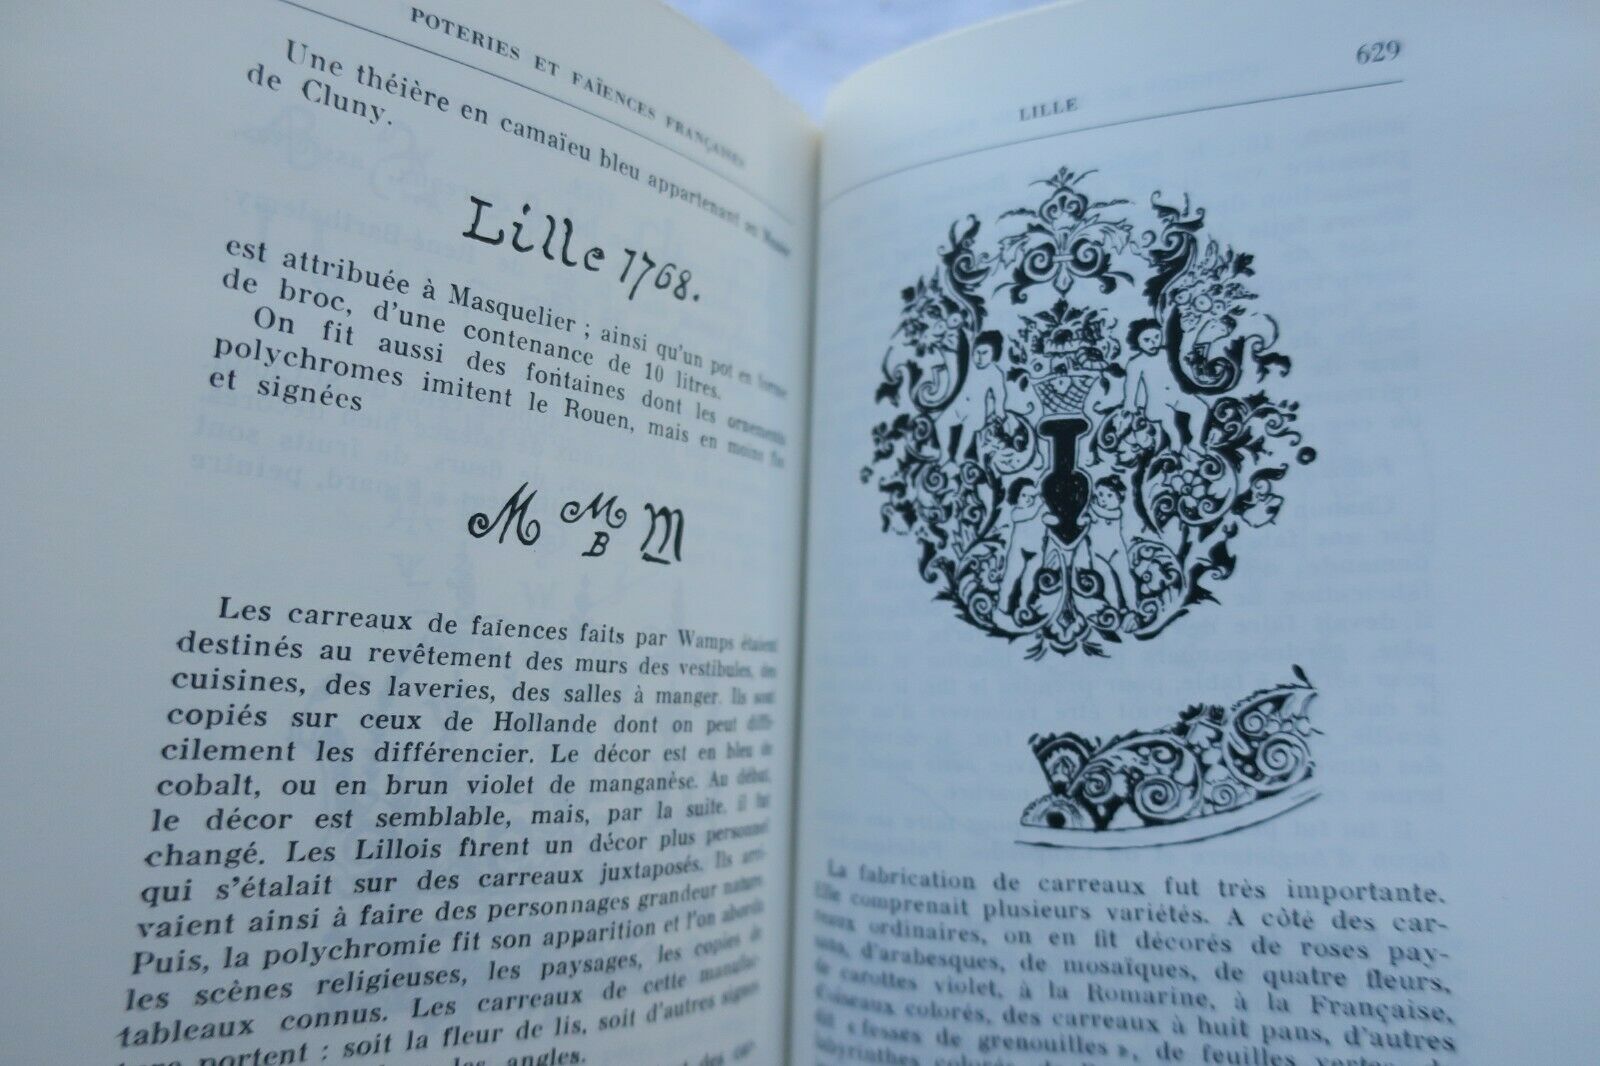 POTERIES ET FAÏENCES FRANÇAISES
Une théière en camaïeu bleu appartenant au Musée
de Cluny.
Lille 1768.
est attribuée à Masquelier ; ainsi qu'un pot en forme
de broc, d'une contenance de 10 litres.
On fit aussi des fontaines dont les ornements
polychromes imitent le Rouen, mais en moins fin
et signées
M M B M
Les carreaux de faïences faits par Wamps étaient
destinés au revêtement des murs des vestibules, des
cuisines, des laveries, des salles à manger. Ils sont
copiés sur ceux de Hollande dont on peut diffi-
cilement les différencier. Le décor est en bleu de
cobalt, ou en brun violet de manganèse. Au début,
le décor est semblable, mais, par la suite, il fut
changé. Les Lillois firent un décor plus personnel
qui s'étalait sur des carreaux juxtaposés. Ils arri-
vaient ainsi à faire des personnages grandeur nature.
Puis, la polychromie fit son apparition et l'on aborda
les scènes religieuses, les paysages, les copies de
tableaux connus. Les carreaux de cette manufac-
ture portent : soit la fleur de lis, soit d'autres signes
les angles.
629
LILLE
La fabrication de carreaux fut très importante.
Elle comprenait plusieurs variétés. A côté des car-
reaux ordinaires, on en fit décorés de roses pay-
sans, d'arabesques, de mosaïques, de quatre fleurs,
de carottes violet, à la Romarine, à la Française,
d'oiseaux colorés, des carreaux à huit pans, d'autres
dit « fesses de grenouilles », de feuilles vertes, de
labyrinthes colorés, de